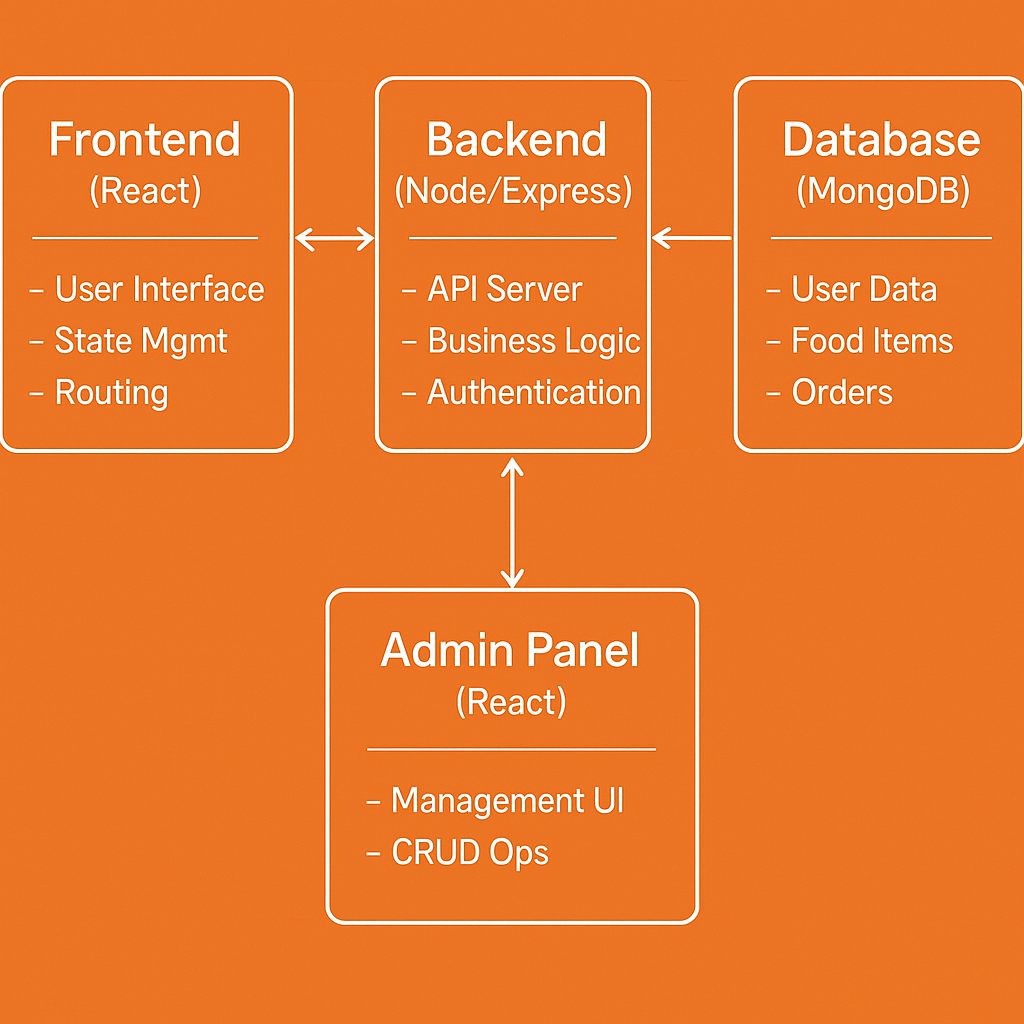 Frontend
(React)
– User Interface
– State Mgmt
– Routing
Backend
(Node/Express)
– API Server
– Business Logic
– Authentication
Database
(MongoDB)
– User Data
– Food Items
– Orders
Admin Panel
(React)
– Management UI
– CRUD Ops